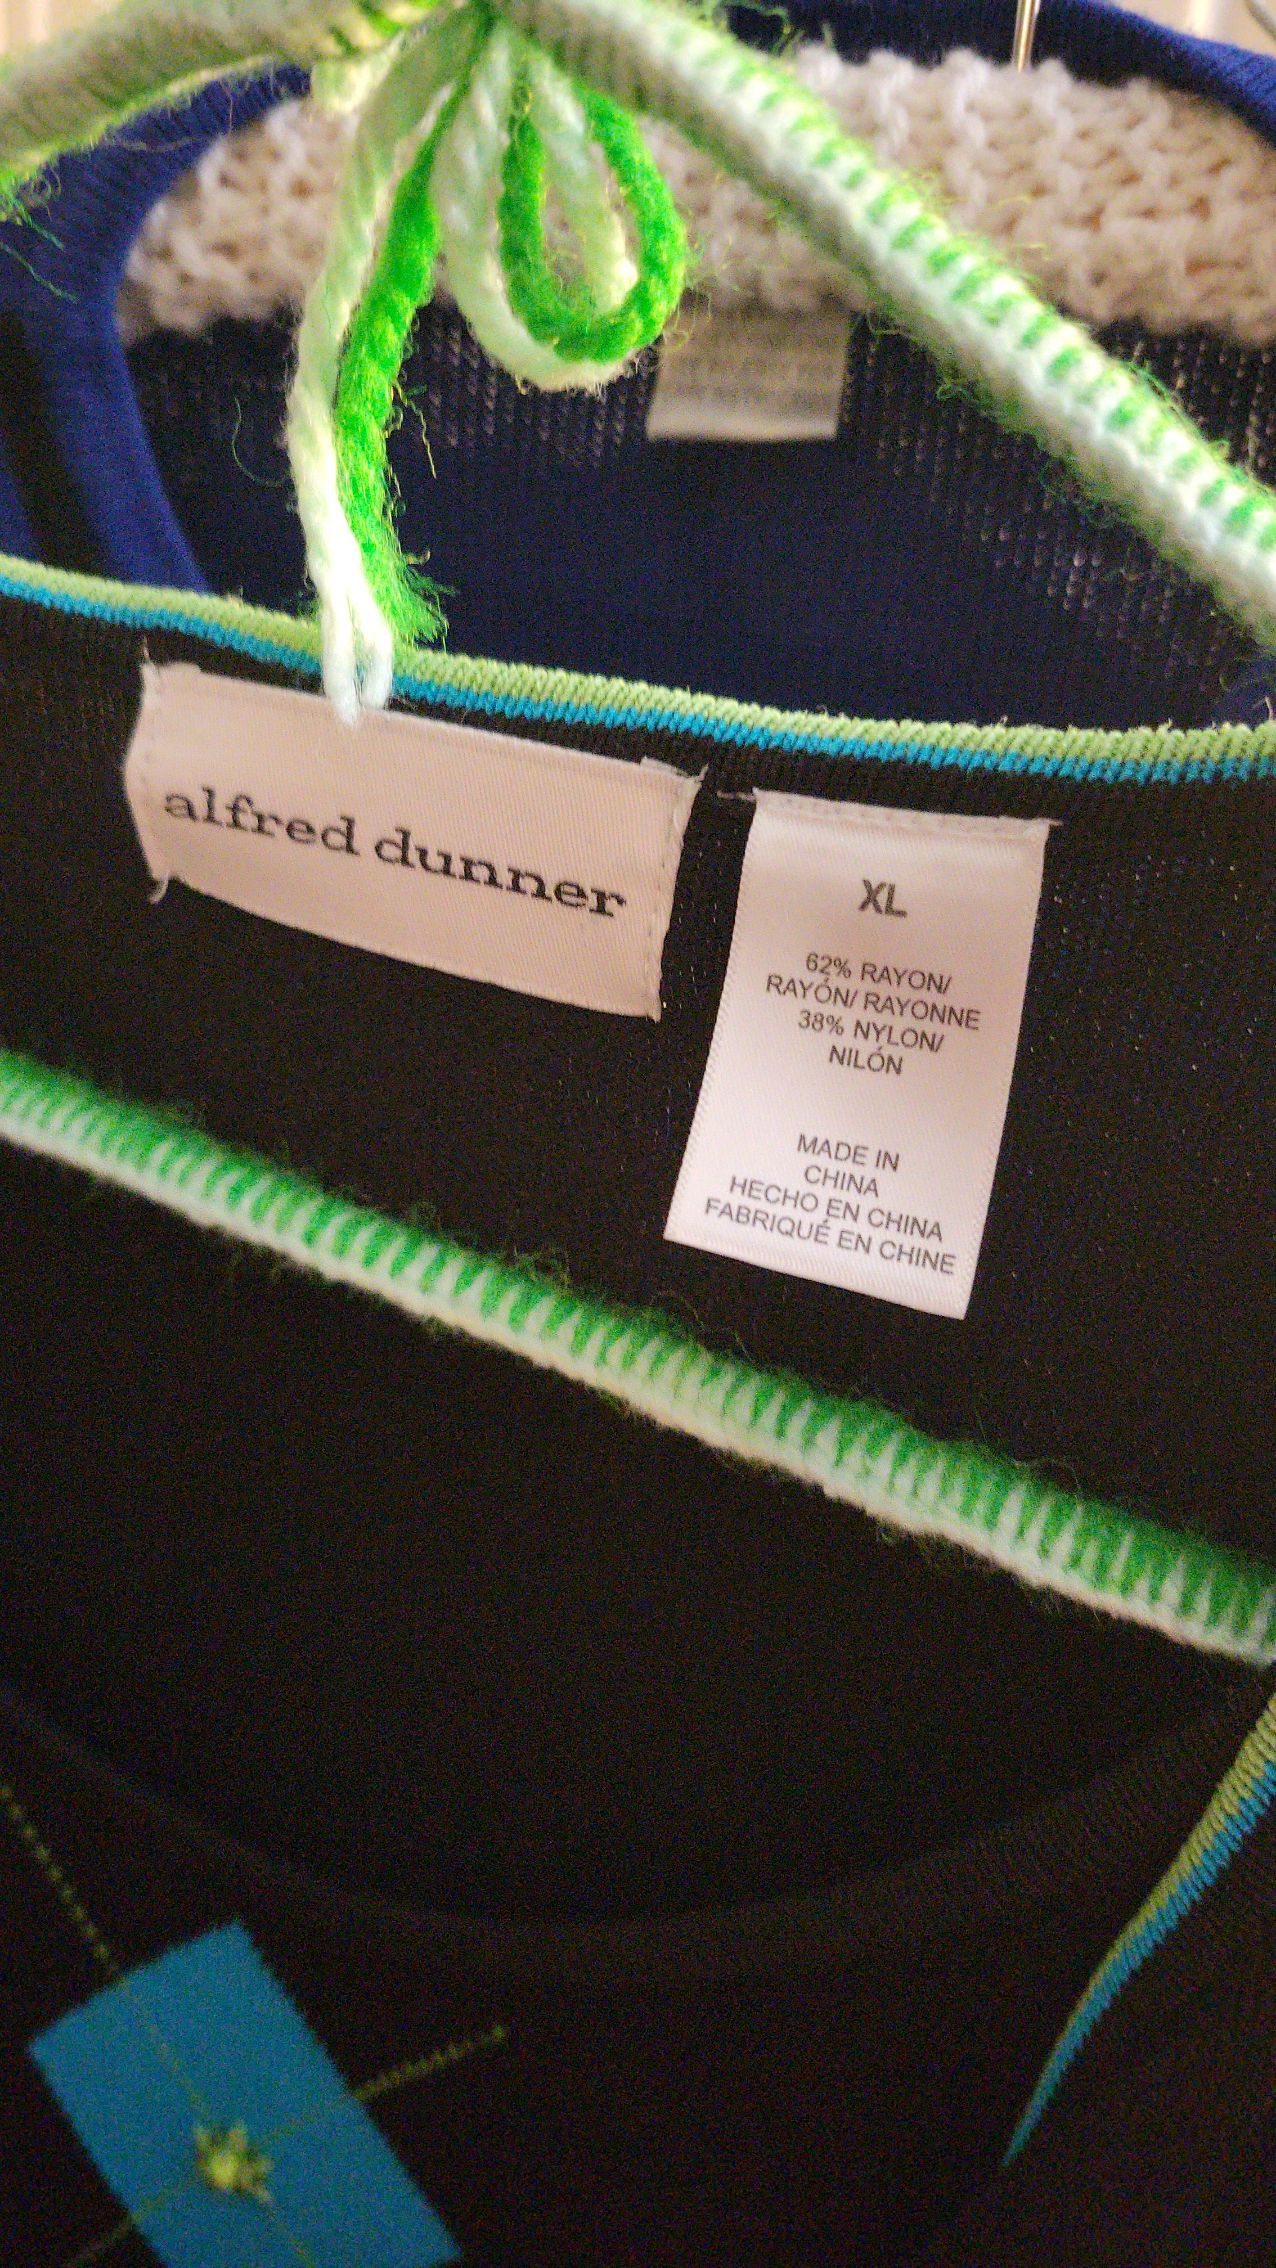 alfred dunner
XL
62% RAYON/
RAYÓN/ RAYONNE
38% NYLON/
NILÓN
MADE IN
CHINA
HECHO EN CHINA
FABRIQUÉ EN CHINE